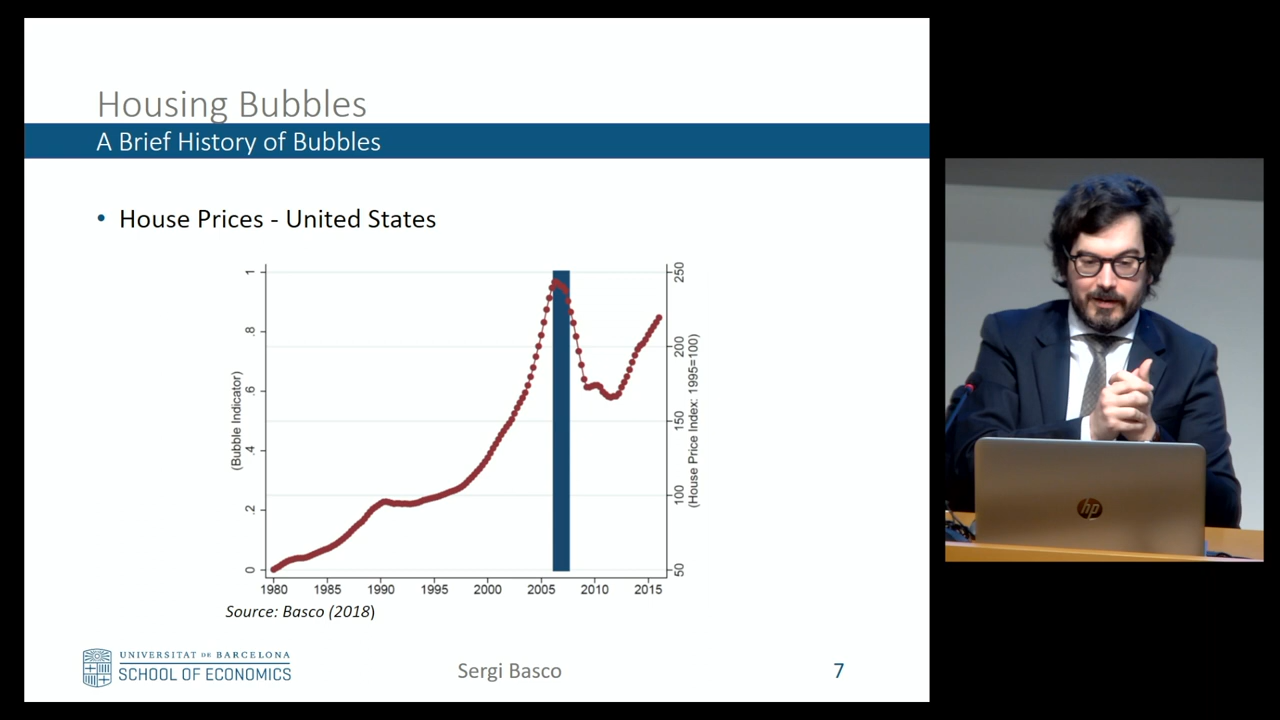 Housing Bubbles
A Brief History of Bubbles
• House Prices - United States
(Bubble Indicator)
1
.8
.6
.4
.2
0
250
200
150
100
50
(House Price Index: 1995=100)
1980 1985 1990 1995 2000 2005 2010 2015
Source: Basco (2018)
UNIVERSITAT DE BARCELONA
SCHOOL OF ECONOMICS
Sergi Basco
7
hp